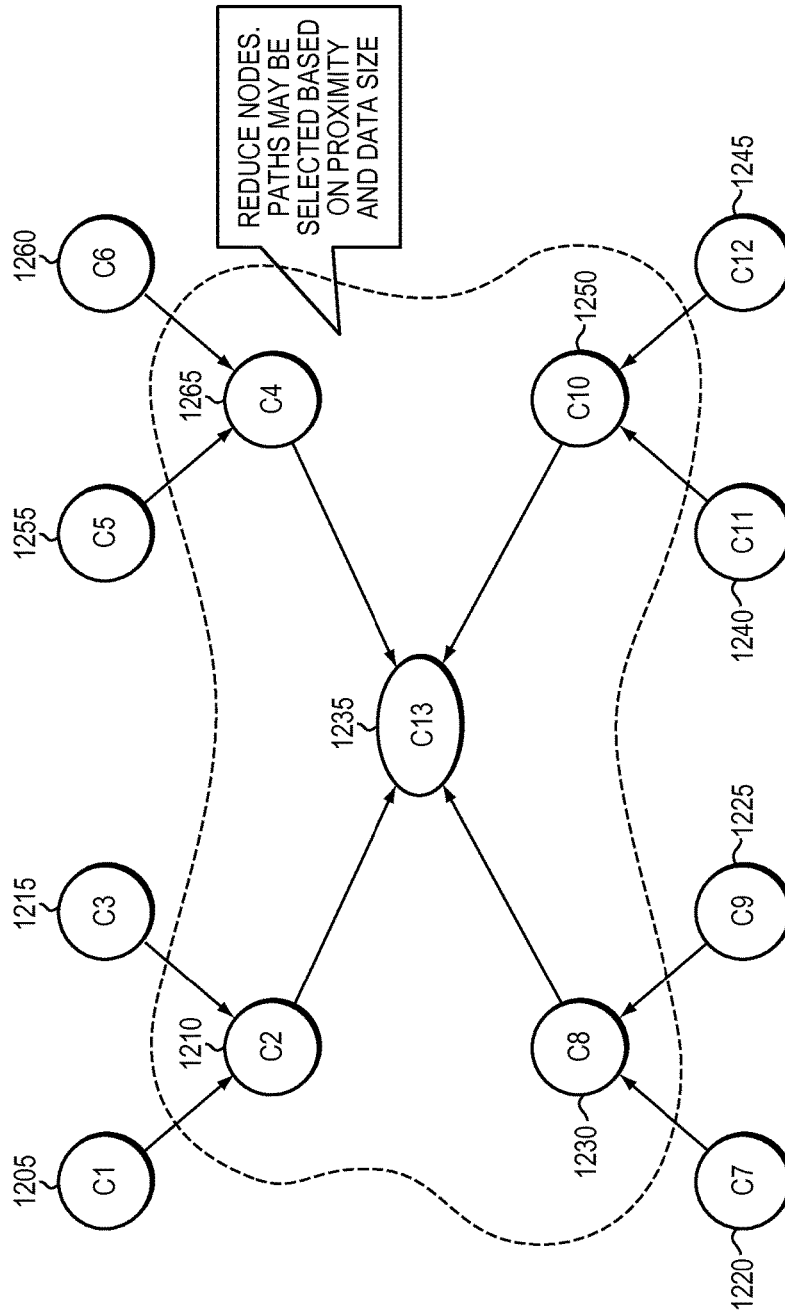 1205
C1
1215
C3
1255
C5
1260
C6
1210
C2
1265
C4
REDUCE NODES.
PATHS MAY BE
SELECTED BASED
ON PROXIMITY
AND DATA SIZE
1235
C13
C8
1230
C10
1250
1220
C7
C9
1225
1240
C11
C12
1245